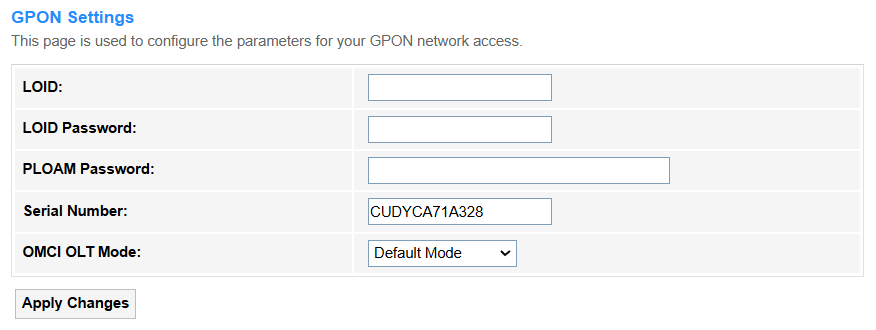 GPON Settings
This page is used to configure the parameters for your GPON network access.
LOID:
LOID Password:
PLOAM Password:
Serial Number: CUDYCA71A328
OMCI OLT Mode: Default Mode
Apply Changes